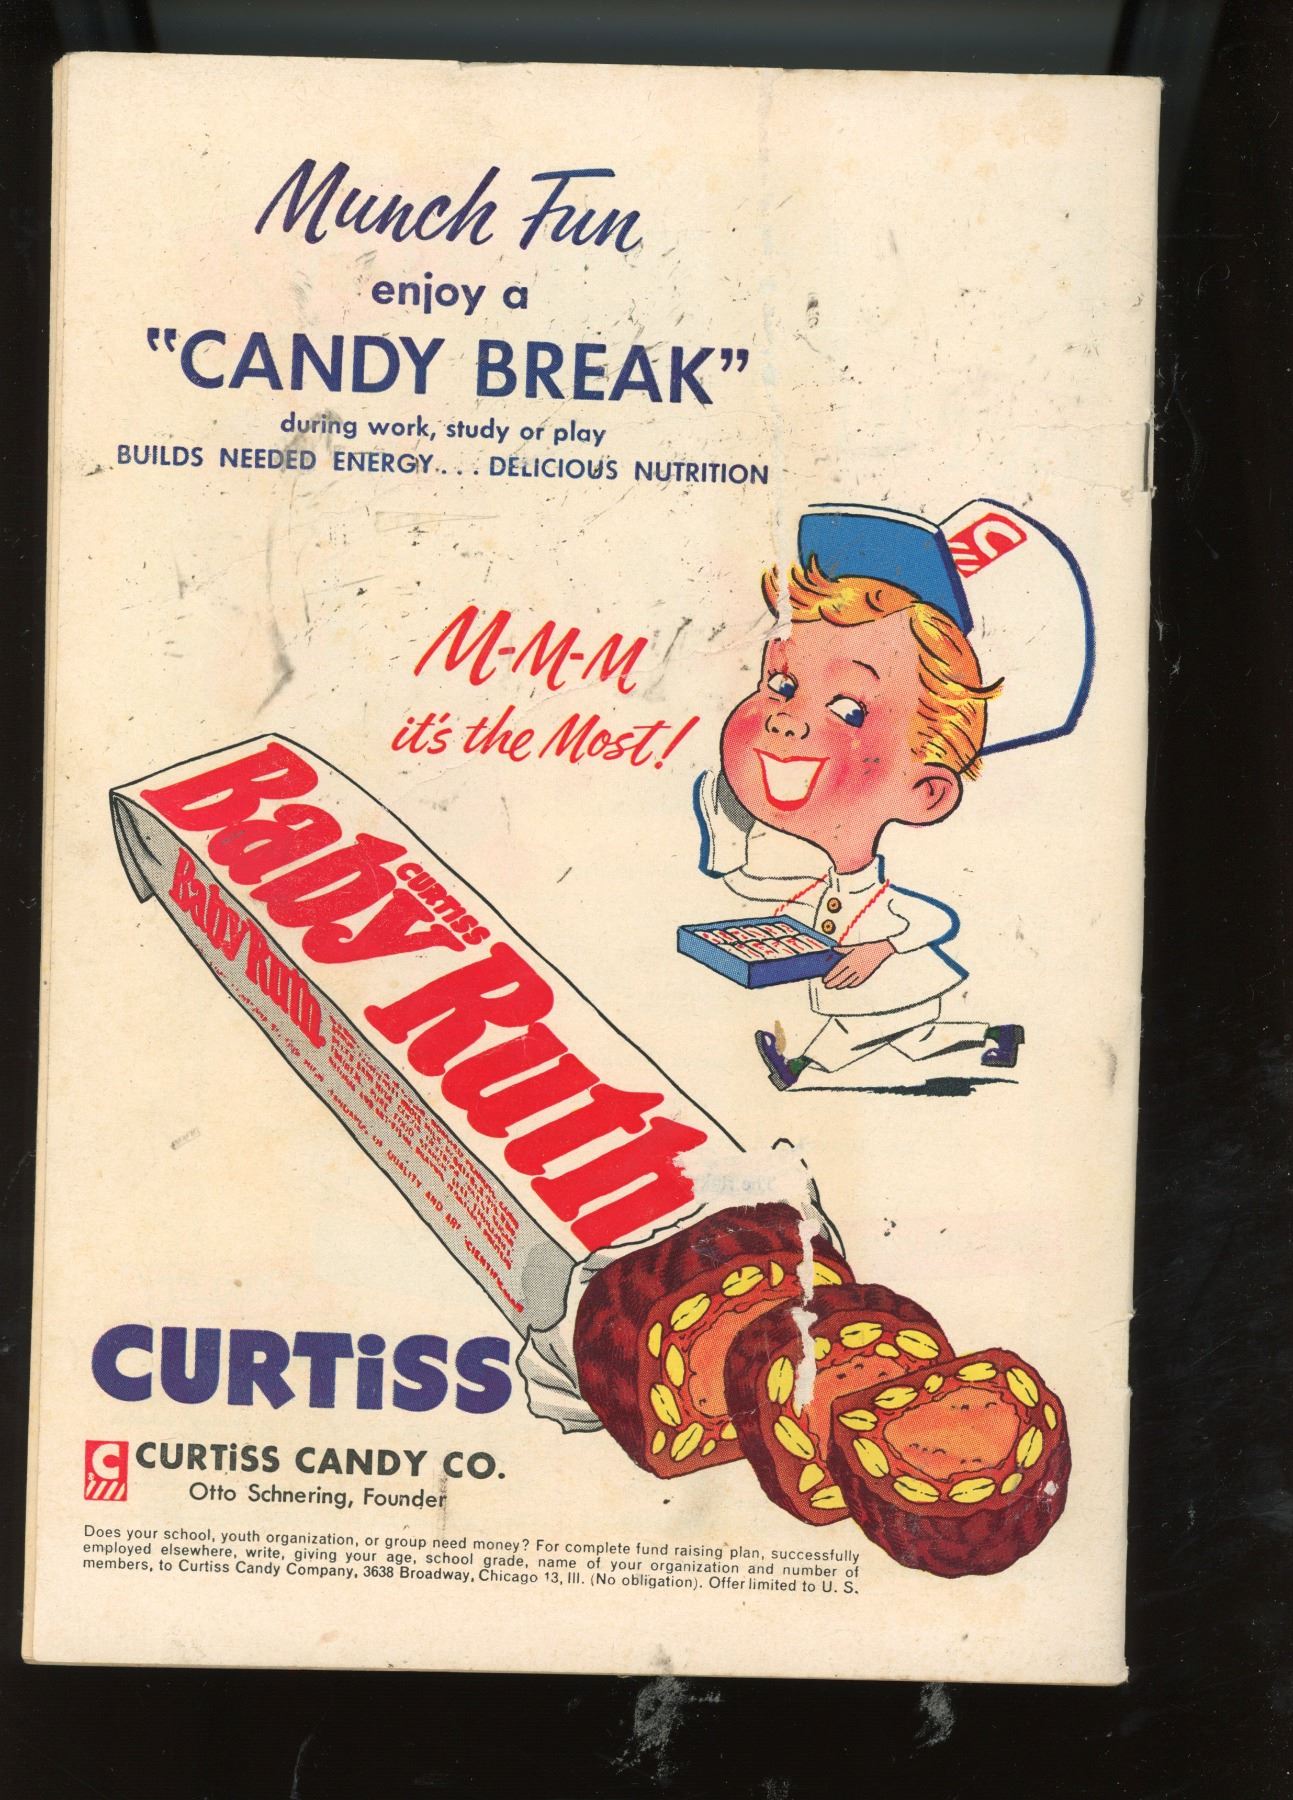 Munch Fun
enjoy a
"CANDY BREAK"
during work, study or play
BUILDS NEEDED ENERGY... DELICIOUS NUTRITION
C
M-M-M
it's the Most!
Baby Ruth
CURTISS
Baby Ruth
CURTiSS
C
CURTiSS CANDY CO.
Otto Schnering, Founder
Does your school, youth organization, or group need money? For complete fund raising plan, successfully
employed elsewhere, write, giving your age, school grade, name of your organization and number of
members, to Curtiss Candy Company, 3638 Broadway, Chicago 13, Ill. (No obligation). Offer limited to U. S.